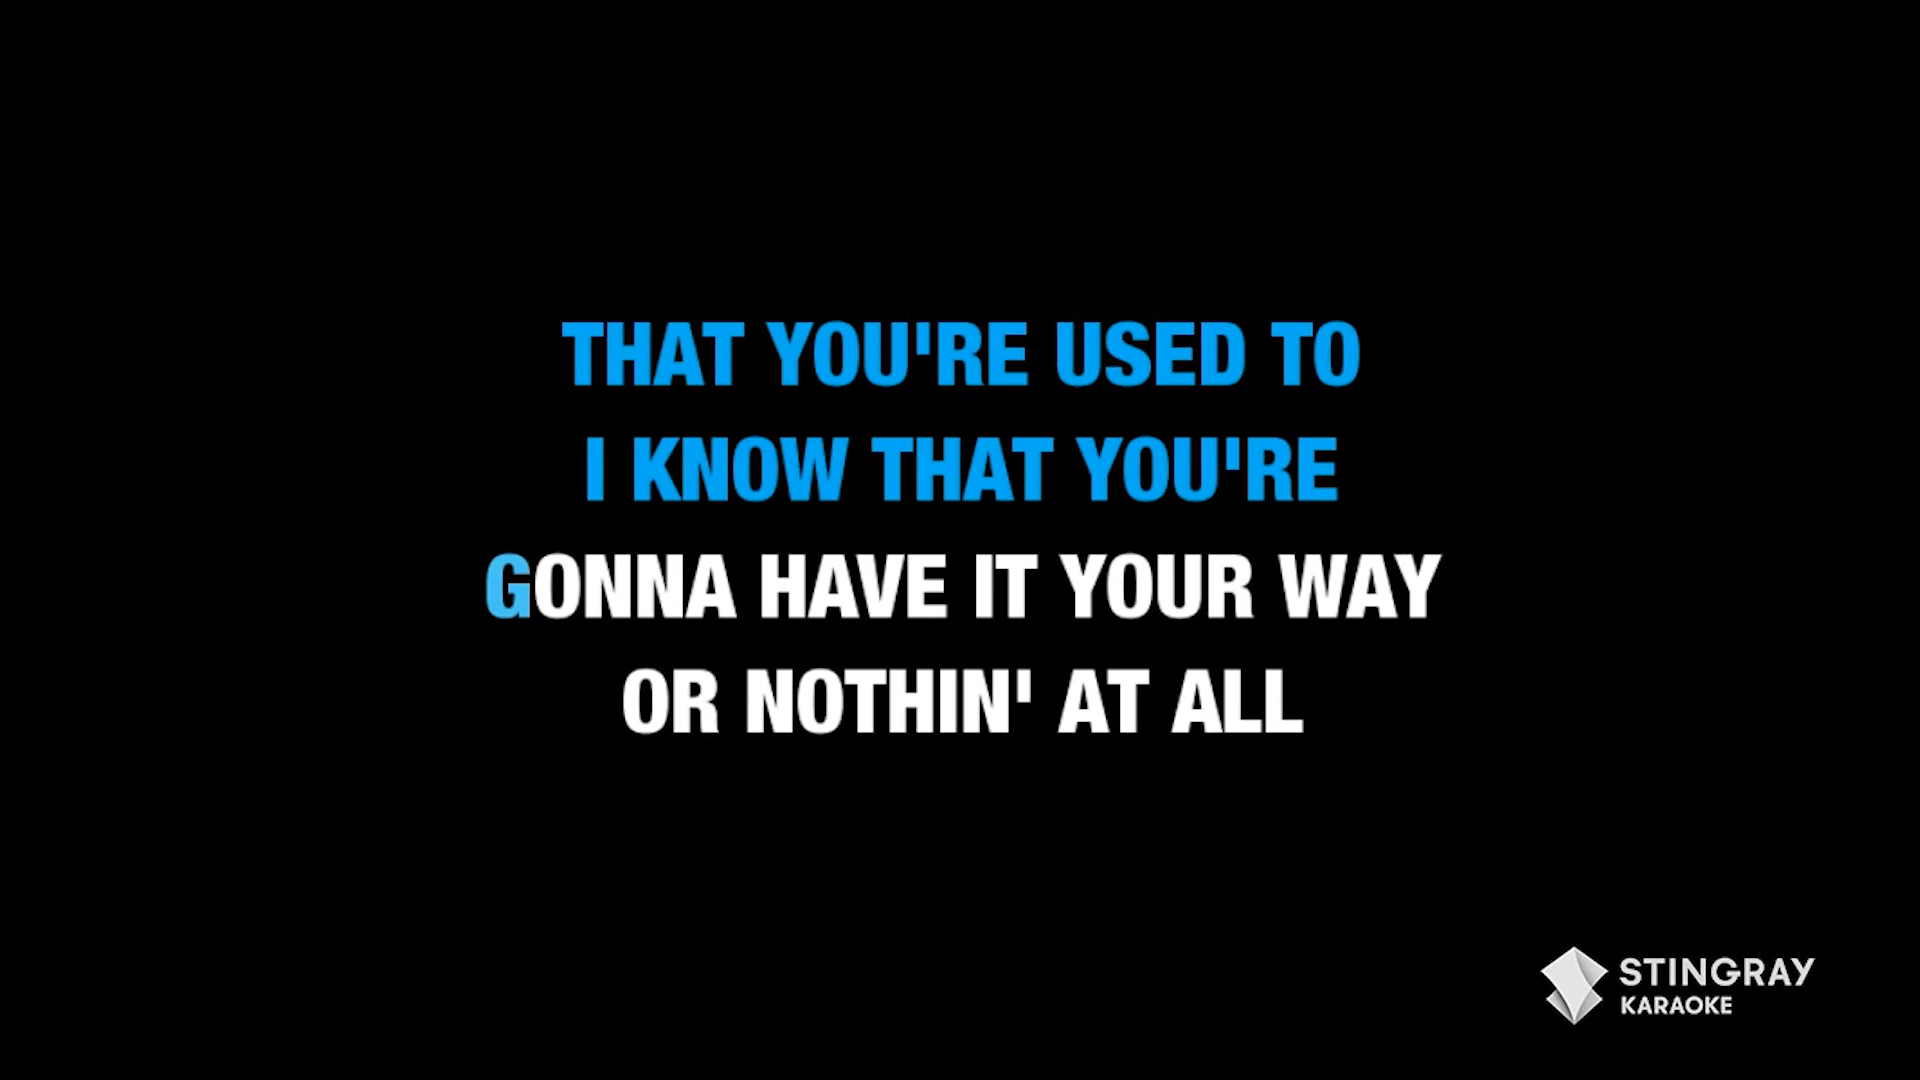 THAT YOU'RE USED TO
I KNOW THAT YOU'RE
GONNA HAVE IT YOUR WAY
OR NOTHIN' AT ALL
STINGRAY
KARAOKE